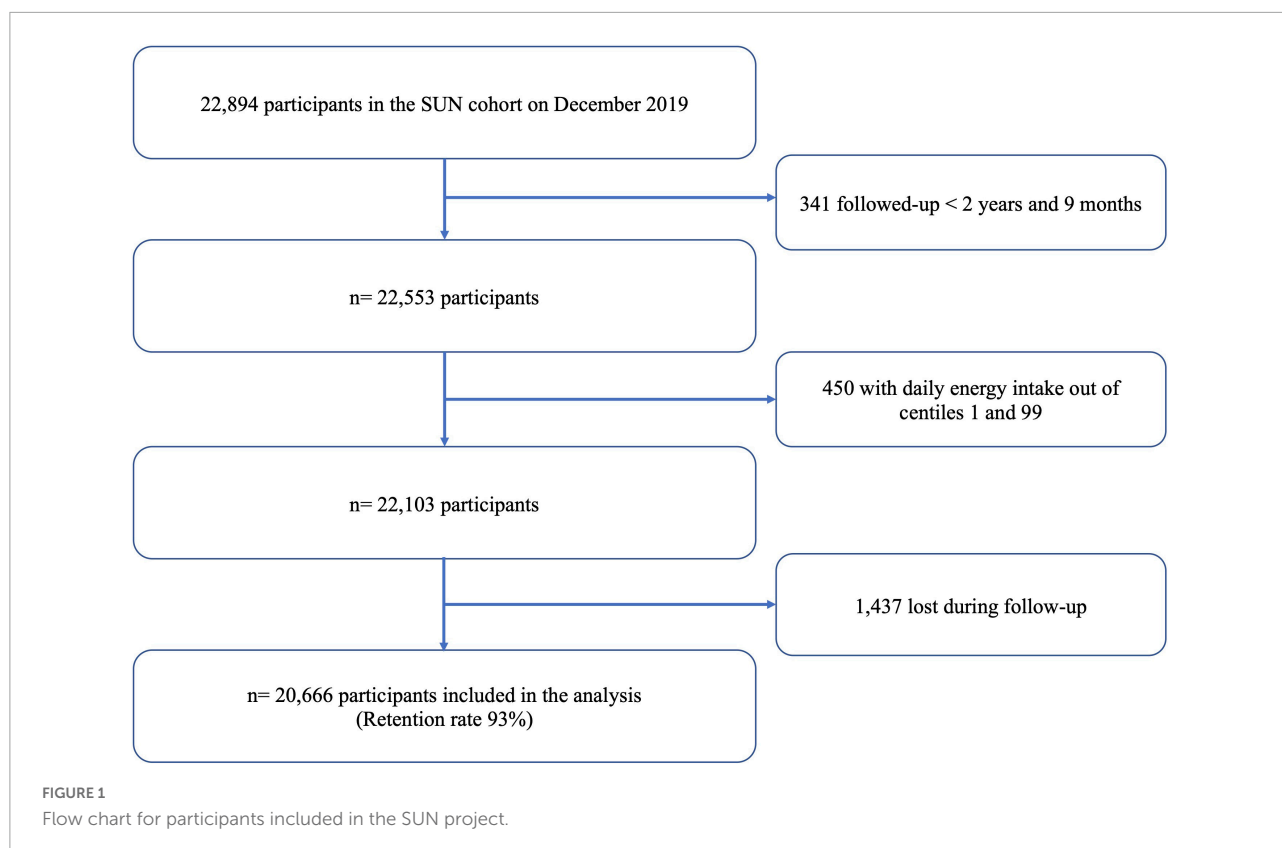 22,894 participants in the SUN cohort on December 2019
341 followed-up < 2 years and 9 months
n= 22,553 participants
450 with daily energy intake out of
centiles 1 and 99
n= 22,103 participants
1,437 lost during follow-up
n= 20,666 participants included in the analysis
(Retention rate 93%)
FIGURE 1
Flow chart for participants included in the SUN project.